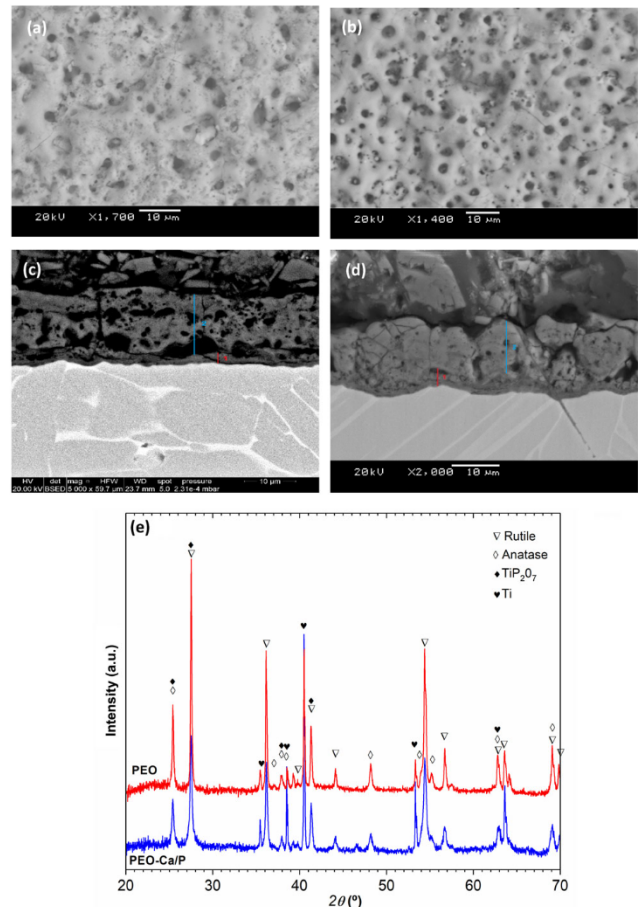 (a)
(b)
20kV X1,700 10 μm
20kV X1,400 10 μm
(c)
(d)
HV det mag HFW WD spot pressure 10 μm
20.00 kV BSED 5 000 x 59.7 μm 23.7 mm 5.0 2.31e-4 mbar
20kV X2,000 10 μm
(e)
▽ Rutile
◇ Anatase
♦ TiP₂0₇
♥ Ti
Intensity (a.u.)
PEO
PEO-Ca/P
20 30 40 50 60 70
2θ (°)